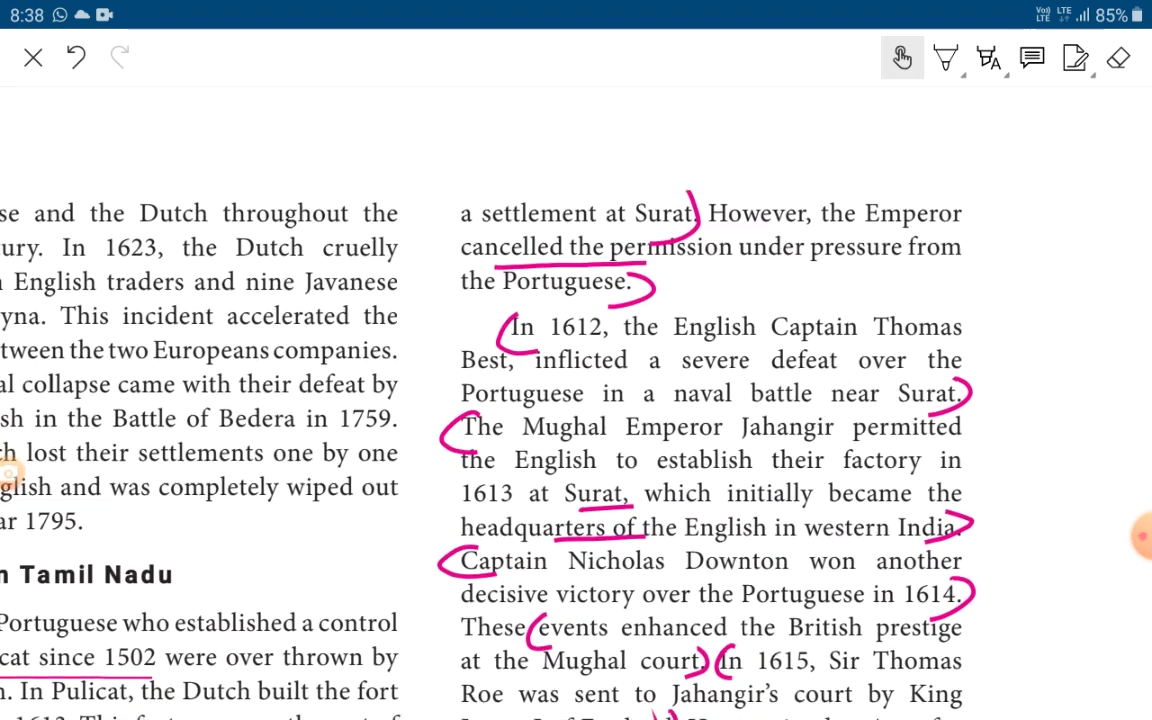 8:38
Vo) LTE
LTE
85%
se and the Dutch throughout the
ury. In 1623, the Dutch cruelly
English traders and nine Javanese
yna. This incident accelerated the
tween the two Europeans companies.
al collapse came with their defeat by
sh in the Battle of Bedera in 1759.
ch lost their settlements one by one
glish and was completely wiped out
ar 1795.
n Tamil Nadu
Portuguese who established a control
cat since 1502 were over thrown by
n. In Pulicat, the Dutch built the fort
a settlement at Surat. However, the Emperor
cancelled the permission under pressure from
the Portuguese.
In 1612, the English Captain Thomas
Best, inflicted a severe defeat over the
Portuguese in a naval battle near Surat.
The Mughal Emperor Jahangir permitted
the English to establish their factory in
1613 at Surat, which initially became the
headquarters of the English in western India.
Captain Nicholas Downton won another
decisive victory over the Portuguese in 1614.
These events enhanced the British prestige
at the Mughal court. In 1615, Sir Thomas
Roe was sent to Jahangir's court by King